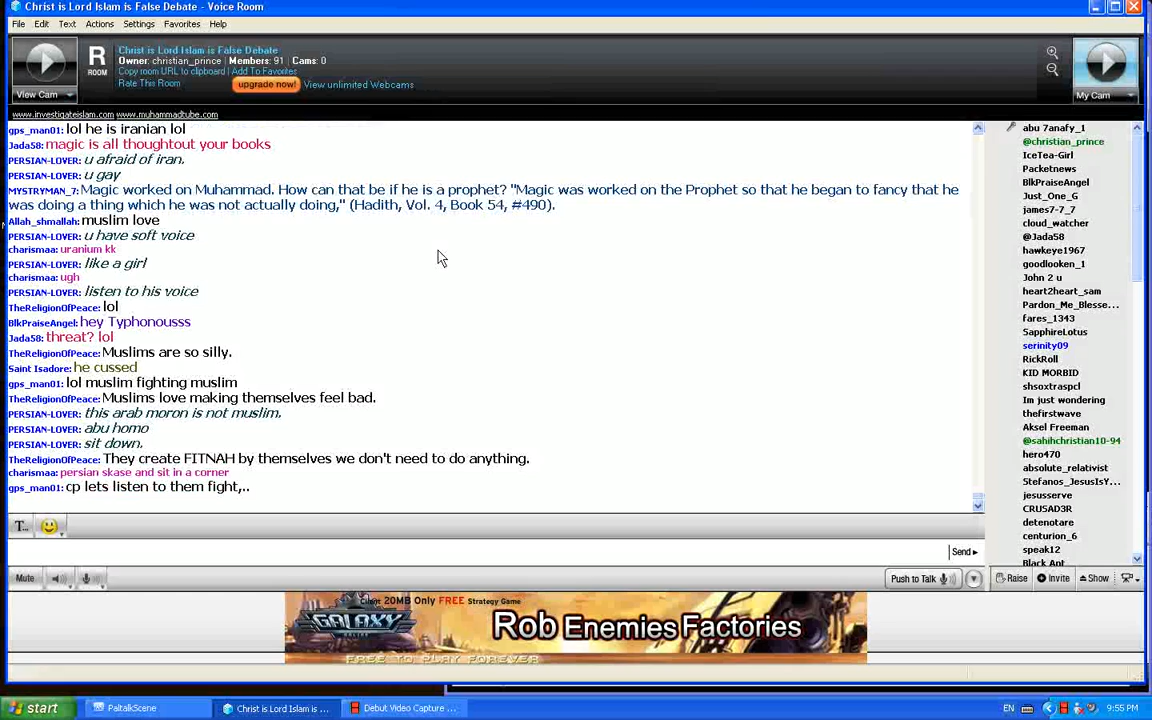 Christ is Lord Islam is False Debate - Voice Room
File Edit Text Actions Settings Favorites Help
R ROOM
Christ is Lord Islam is False Debate
Owner: christian_prince | Members: 91 | Cams: 0
Copy room URL to clipboard | Add To Favorites
Rate This Room
upgrade now!
View unlimited Webcams
View Cam
My Cam
www.investigateislam.com www.muhammadtube.com
gps_man01: lol he is iranian lol
Jada58: magic is all thoughtout your books
PERSIAN-LOVER: u afraid of iran.
PERSIAN-LOVER: u gay
MYSTRYMAN_7: Magic worked on Muhammad. How can that be if he is a prophet? "Magic was worked on the Prophet so that he began to fancy that he
was doing a thing which he was not actually doing," (Hadith, Vol. 4, Book 54, #490).
Allah_shmallah: muslim love
PERSIAN-LOVER: u have soft voice
charismaa: uranium kk
PERSIAN-LOVER: like a girl
charismaa: ugh
PERSIAN-LOVER: listen to his voice
TheReligionOfPeace: lol
BlkPraiseAngel: hey Typhonousss
Jada58: threat? lol
TheReligionOfPeace: Muslims are so silly.
Saint Isadore: he cussed
gps_man01: lol muslim fighting muslim
TheReligionOfPeace: Muslims love making themselves feel bad.
PERSIAN-LOVER: this arab moron is not muslim.
PERSIAN-LOVER: abu homo
PERSIAN-LOVER: sit down.
TheReligionOfPeace: They create FITNAH by themselves we don't need to do anything.
charismaa: persian skase and sit in a corner
gps_man01: cp lets listen to them fight,..
abu 7anafy_1
@christian_prince
IceTea-Girl
Packetnews
BlkPraiseAngel
Just_One_G
james7-7_7
cloud_watcher
@Jada58
hawkeye1967
goodlooken_1
John 2 u
heart2heart_sam
Pardon_Me_Blesse...
fares_1343
SapphireLotus
serinity09
RickRoll
KID MORBID
shsoxtraspcl
Im just wondering
thefirstwave
Aksel Freeman
@sahihchristian10-94
hero470
absolute_relativist
Stefanos_JesusIsY...
jesusserve
CRUSAD3R
detenotare
centurion_6
speak12
Black Ant
T...
Send
Mute
Push to Talk
Raise Invite Show
Client 20MB Only FREE Strategy Game
GALAXY
ONLINE
Rob Enemies Factories
FREE TO PLAY FOREVER
start
PaltalkScene
Christ is Lord Islam is ...
Debut Video Capture ...
EN
9:55 PM